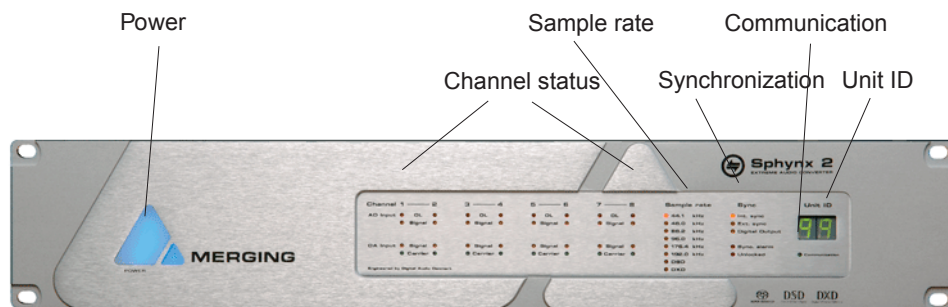 Power
Sample rate
Communication
Channel status
Synchronization
Unit ID
Sphynx 2
EXTREME AUDIO CONVERTER
Channel 1 2 3 4 5 6 7 8
Sample rate
Sync
Unit ID
AD Input OL OL OL OL
Signal Signal Signal Signal
DA Input Signal Signal Signal Signal
Carrier Carrier Carrier Carrier
44.1 kHz
48.0 kHz
88.2 kHz
96.0 kHz
176.4 kHz
192.0 kHz
DSD
DXD
Int. sync
Ext. sync
Digital Output
Sync. alarm
Unlocked
99
Communication
MERGING
POWER
Engineered by Digital Audio Denmark
DSD DXD